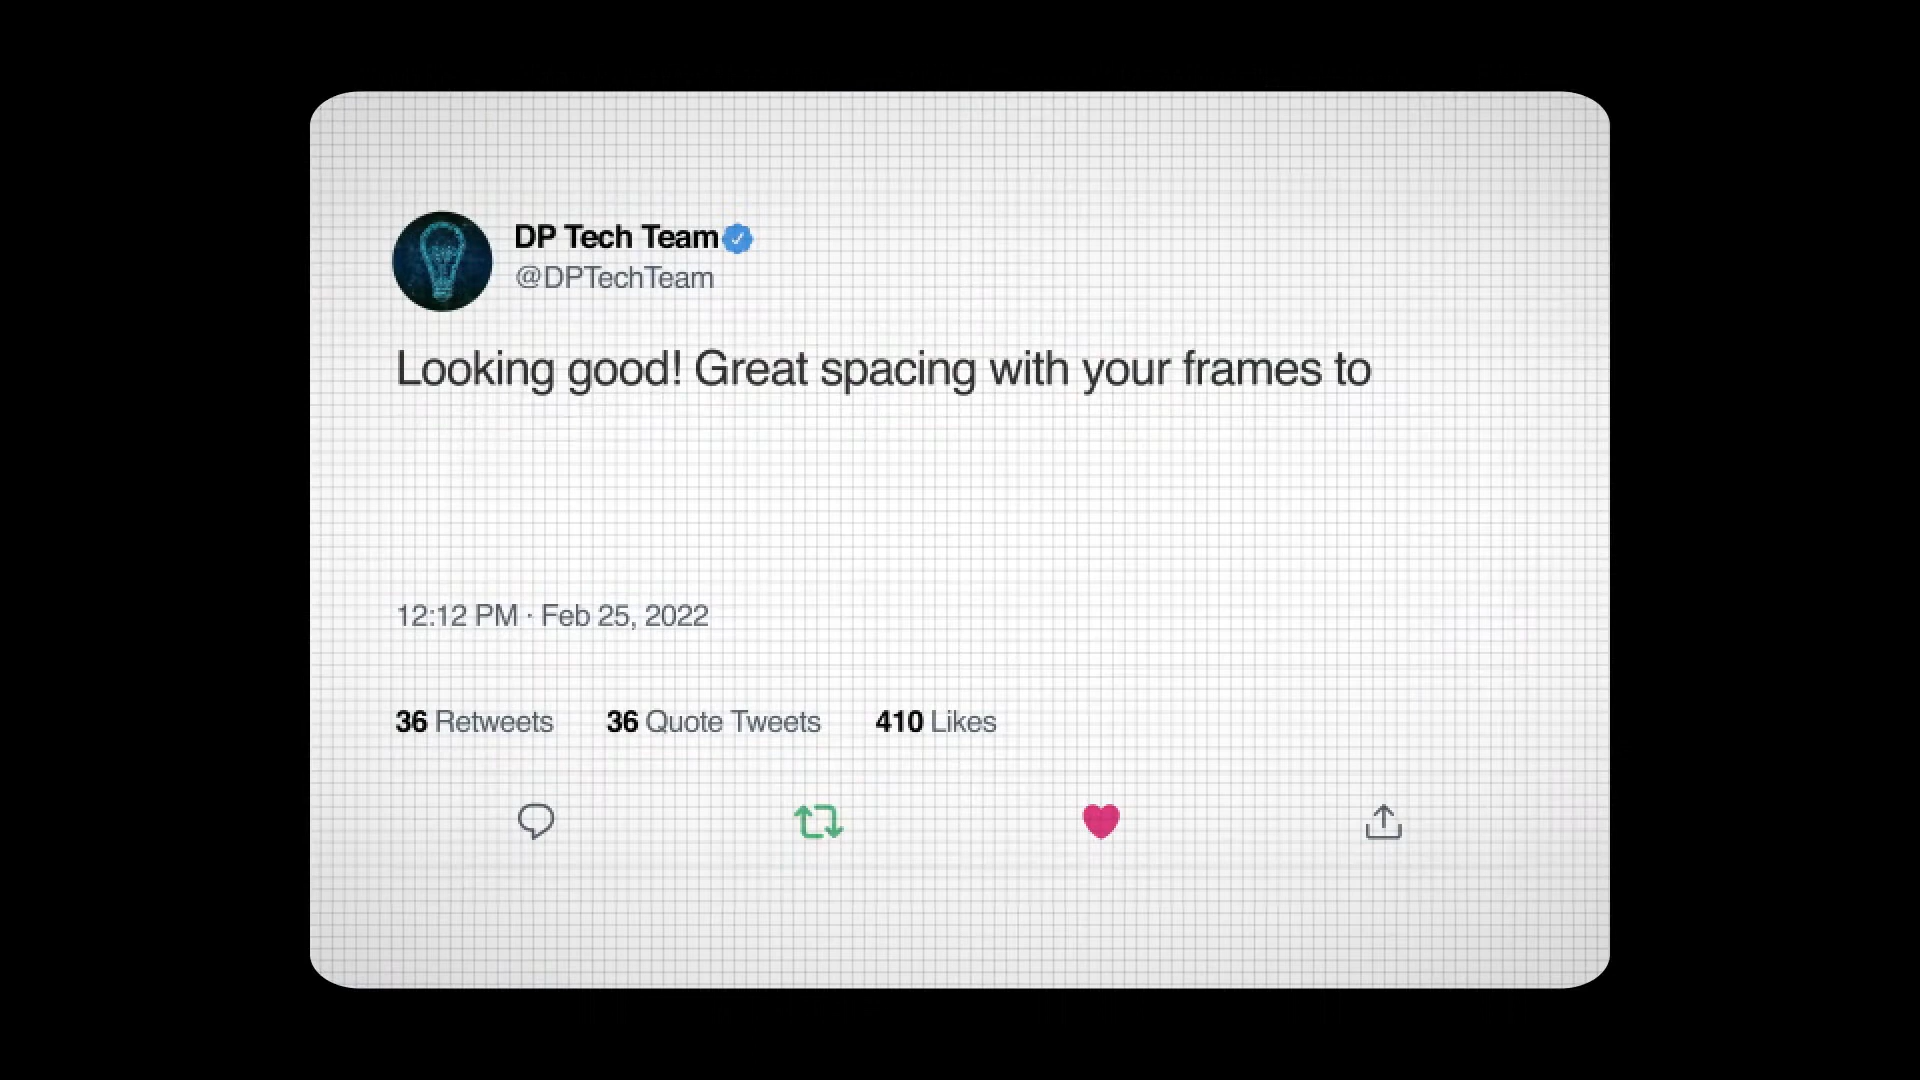 DP Tech Team
@DPTechTeam
Looking good! Great spacing with your frames to
12:12 PM · Feb 25, 2022
36 Retweets 36 Quote Tweets 410 Likes